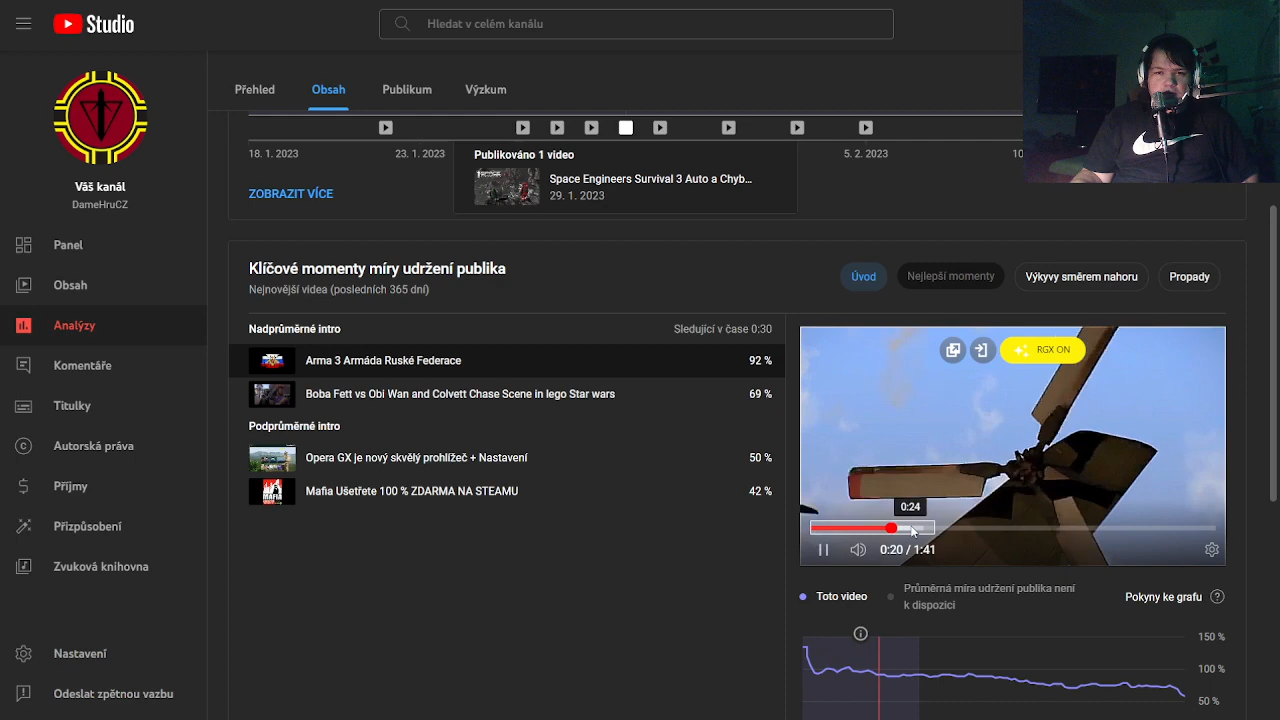 Studio
Hledat v celém kanálu
Váš kanál
DameHruCZ
Panel
Obsah
Analýzy
Komentáře
Titulky
Autorská práva
Příjmy
Přizpůsobení
Zvuková knihovna
Nastavení
Odeslat zpětnou vazbu
Přehled
Obsah
Publikum
Výzkum
18. 1. 2023
23. 1. 2023
5. 2. 2023
10
Publikováno 1 video
Space Engineers Survival 3 Auto a Chyb...
29. 1. 2023
ZOBRAZIT VÍCE
Klíčové momenty míry udržení publika
Nejnovější videa (posledních 365 dní)
Úvod
Nejlepší momenty
Výkyvy směrem nahoru
Propady
Nadprůměrné intro
Sledující v čase 0:30
Arma 3 Armáda Ruské Federace
92 %
Boba Fett vs Obi Wan and Colvett Chase Scene in lego Star wars
69 %
Podprůměrné intro
Opera GX je nový skvělý prohlížeč + Nastavení
50 %
Mafia Ušetřete 100 % ZDARMA NA STEAMU
42 %
RGX ON
0:24
0:20 / 1:41
Toto video
Průměrná míra udržení publika není
k dispozici
Pokyny ke grafu
150 %
100 %
50 %